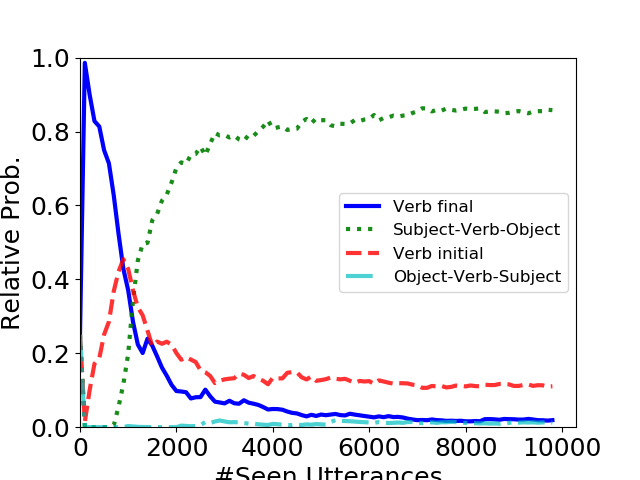 1.0
0.8
0.6
0.4
0.2
0.0
Relative Prob.
Verb final
Subject-Verb-Object
Verb initial
Object-Verb-Subject
0 2000 4000 6000 8000 10000
#Seen Utterances